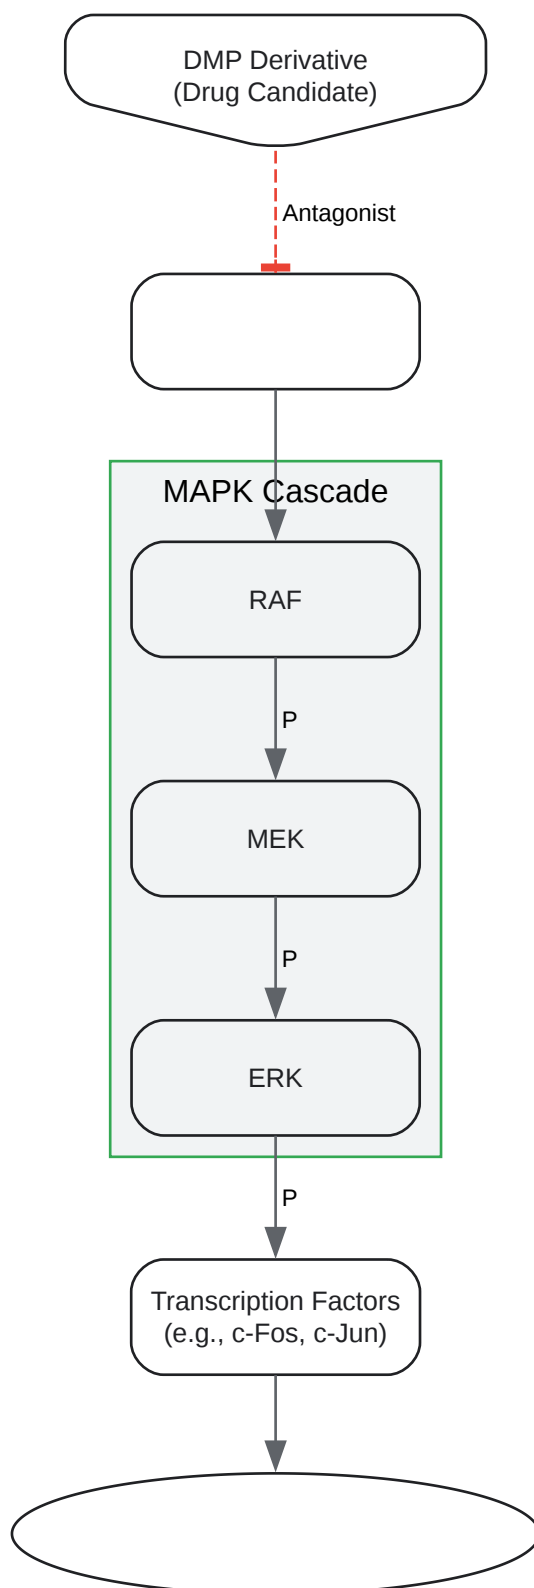 DMP Derivative
(Drug Candidate)
Antagonist
MAPK Cascade
RAF
P
MEK
P
ERK
P
Transcription Factors
(e.g., c-Fos, c-Jun)